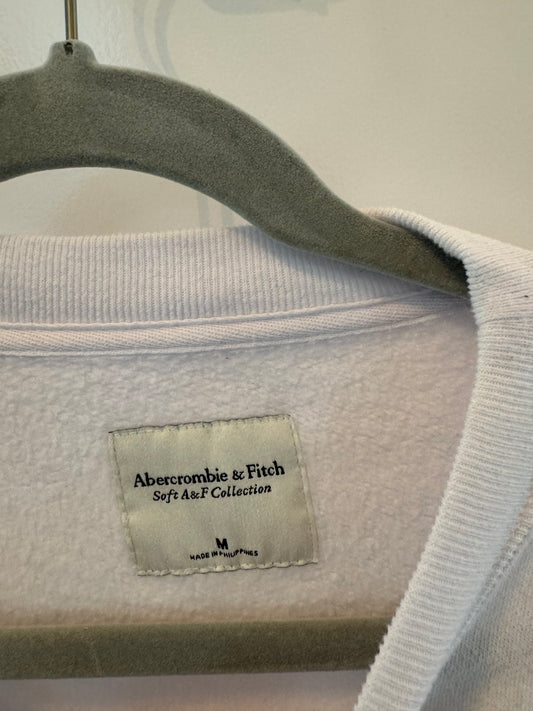 Abercrombie & Fitch
Soft A&F Collection
M
MADE IN PHILIPPINES